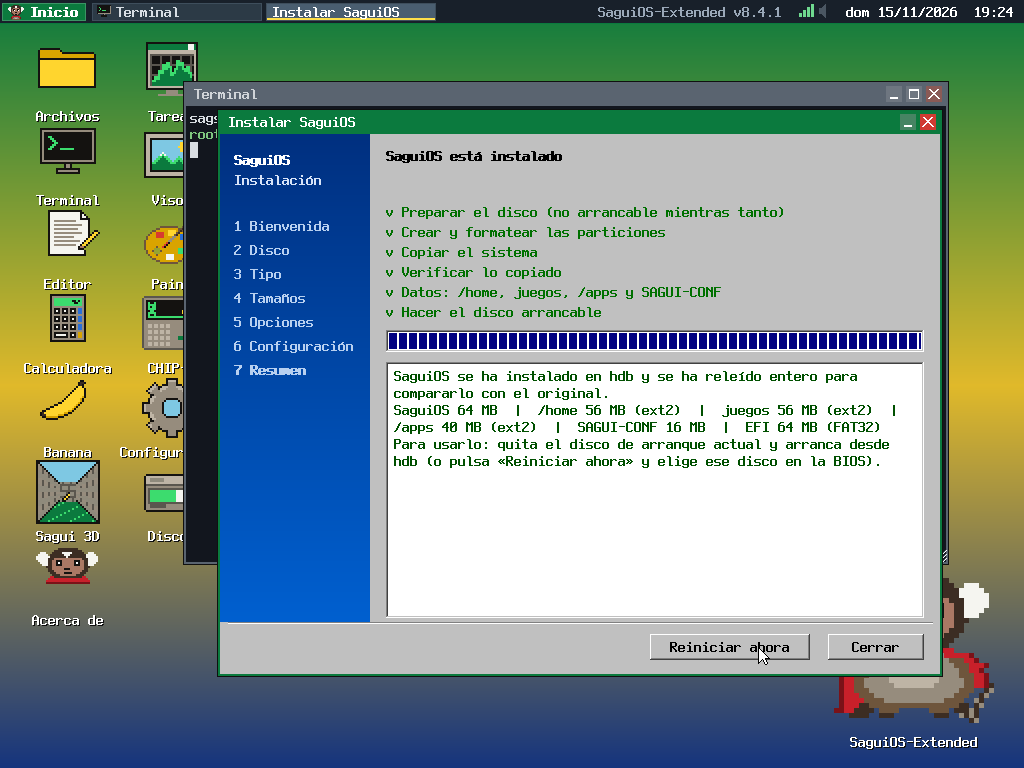 Inicio
Terminal
Instalar SaguiOS
SaguiOS-Extended v8.4.1
dom 15/11/2026
19:24
Archivos
Terminal
Editor
Calculadora
CHIP-
Banana
Sagui 3D
Acerca de
Terminal
Instalar SaguiOS
SaguiOS
Instalación
1 Bienvenida
2 Disco
3 Tipo
4 Tamaños
5 Opciones
6 Configuración
7 Resumen
SaguiOS está instalado
v Preparar el disco (no arrancable mientras tanto)
v Crear y formatear las particiones
v Copiar el sistema
v Verificar lo copiado
v Datos: /home, juegos, /apps y SAGUI-CONF
v Hacer el disco arrancable
SaguiOS se ha instalado en hdb y se ha releído entero para
compararlo con el original.
SaguiOS 64 MB | /home 56 MB (ext2) | juegos 56 MB (ext2) |
/apps 40 MB (ext2) | SAGUI-CONF 16 MB | EFI 64 MB (FAT32)
Para usarlo: quita el disco de arranque actual y arranca desde
hdb (o pulsa «Reiniciar ahora» y elige ese disco en la BIOS).
Reiniciar ahora
Cerrar
SaguiOS-Extended